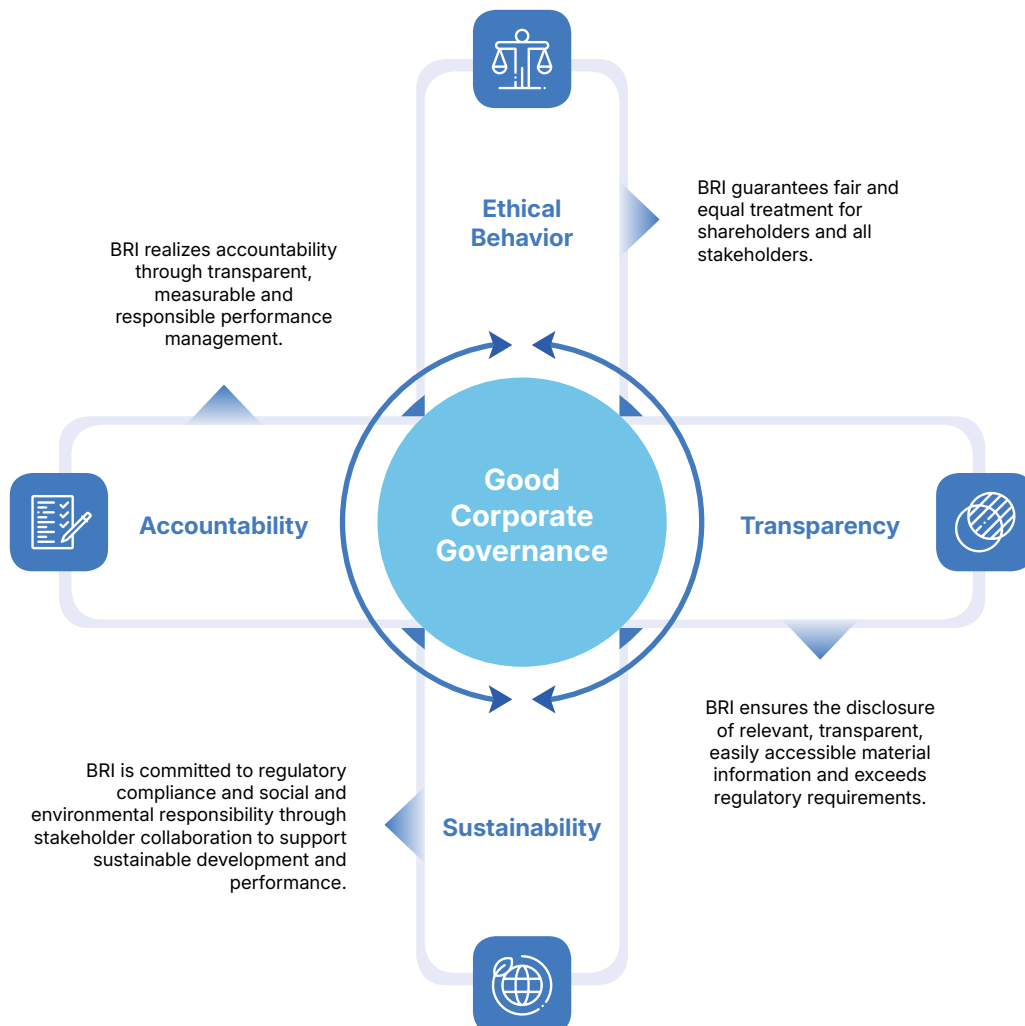 Ethical
Behavior
BRI guarantees fair and
equal treatment for
shareholders and all
stakeholders.
BRI realizes accountability
through transparent,
measurable and
responsible performance
management.
Accountability
Good
Corporate
Governance
Transparency
BRI ensures the disclosure
of relevant, transparent,
easily accessible material
information and exceeds
regulatory requirements.
BRI is committed to regulatory
compliance and social and
environmental responsibility through
stakeholder collaboration to support
sustainable development and
performance.
Sustainability